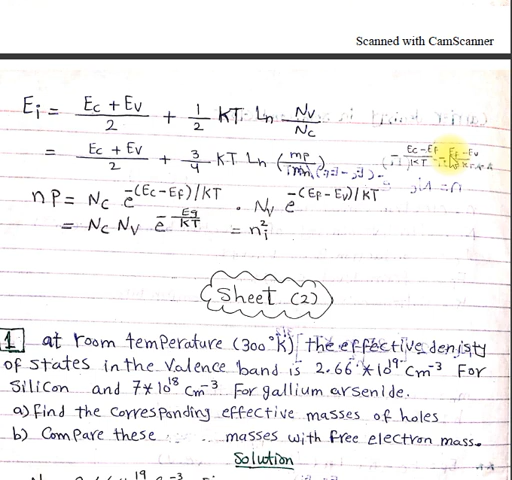 Scanned with CamScanner
Ei = Ec + Ev / 2 + 1/2 KT Ln Nv/Nc
= Ec + Ev / 2 + 3/4 KT Ln (mp/mn)
np = Nc e^-(Ec-Ef)/KT . Nv e^-(Ef-Ev)/KT
= Nc Nv e^-Eg/KT = ni^2
Sheet (2)
1 at room temperature (300°K) the effective denisty
of states in the Valence band is 2.66 * 10^19 cm^-3 For
Silicon and 7*10^18 cm^-3 For gallium arsenide.
a) Find the corresponding effective masses of holes
b) Compare these masses with free electron mass.
Solution